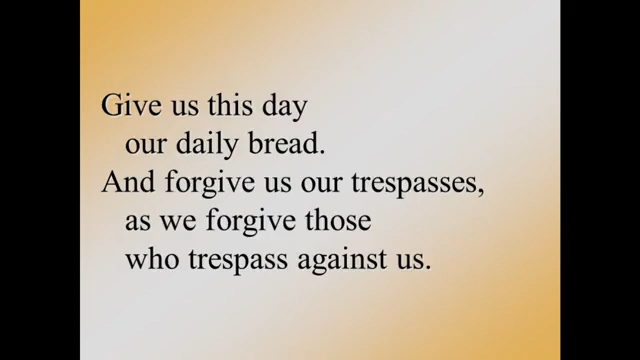 Give us this day
our daily bread.
And forgive us our trespasses,
as we forgive those
who trespass against us.